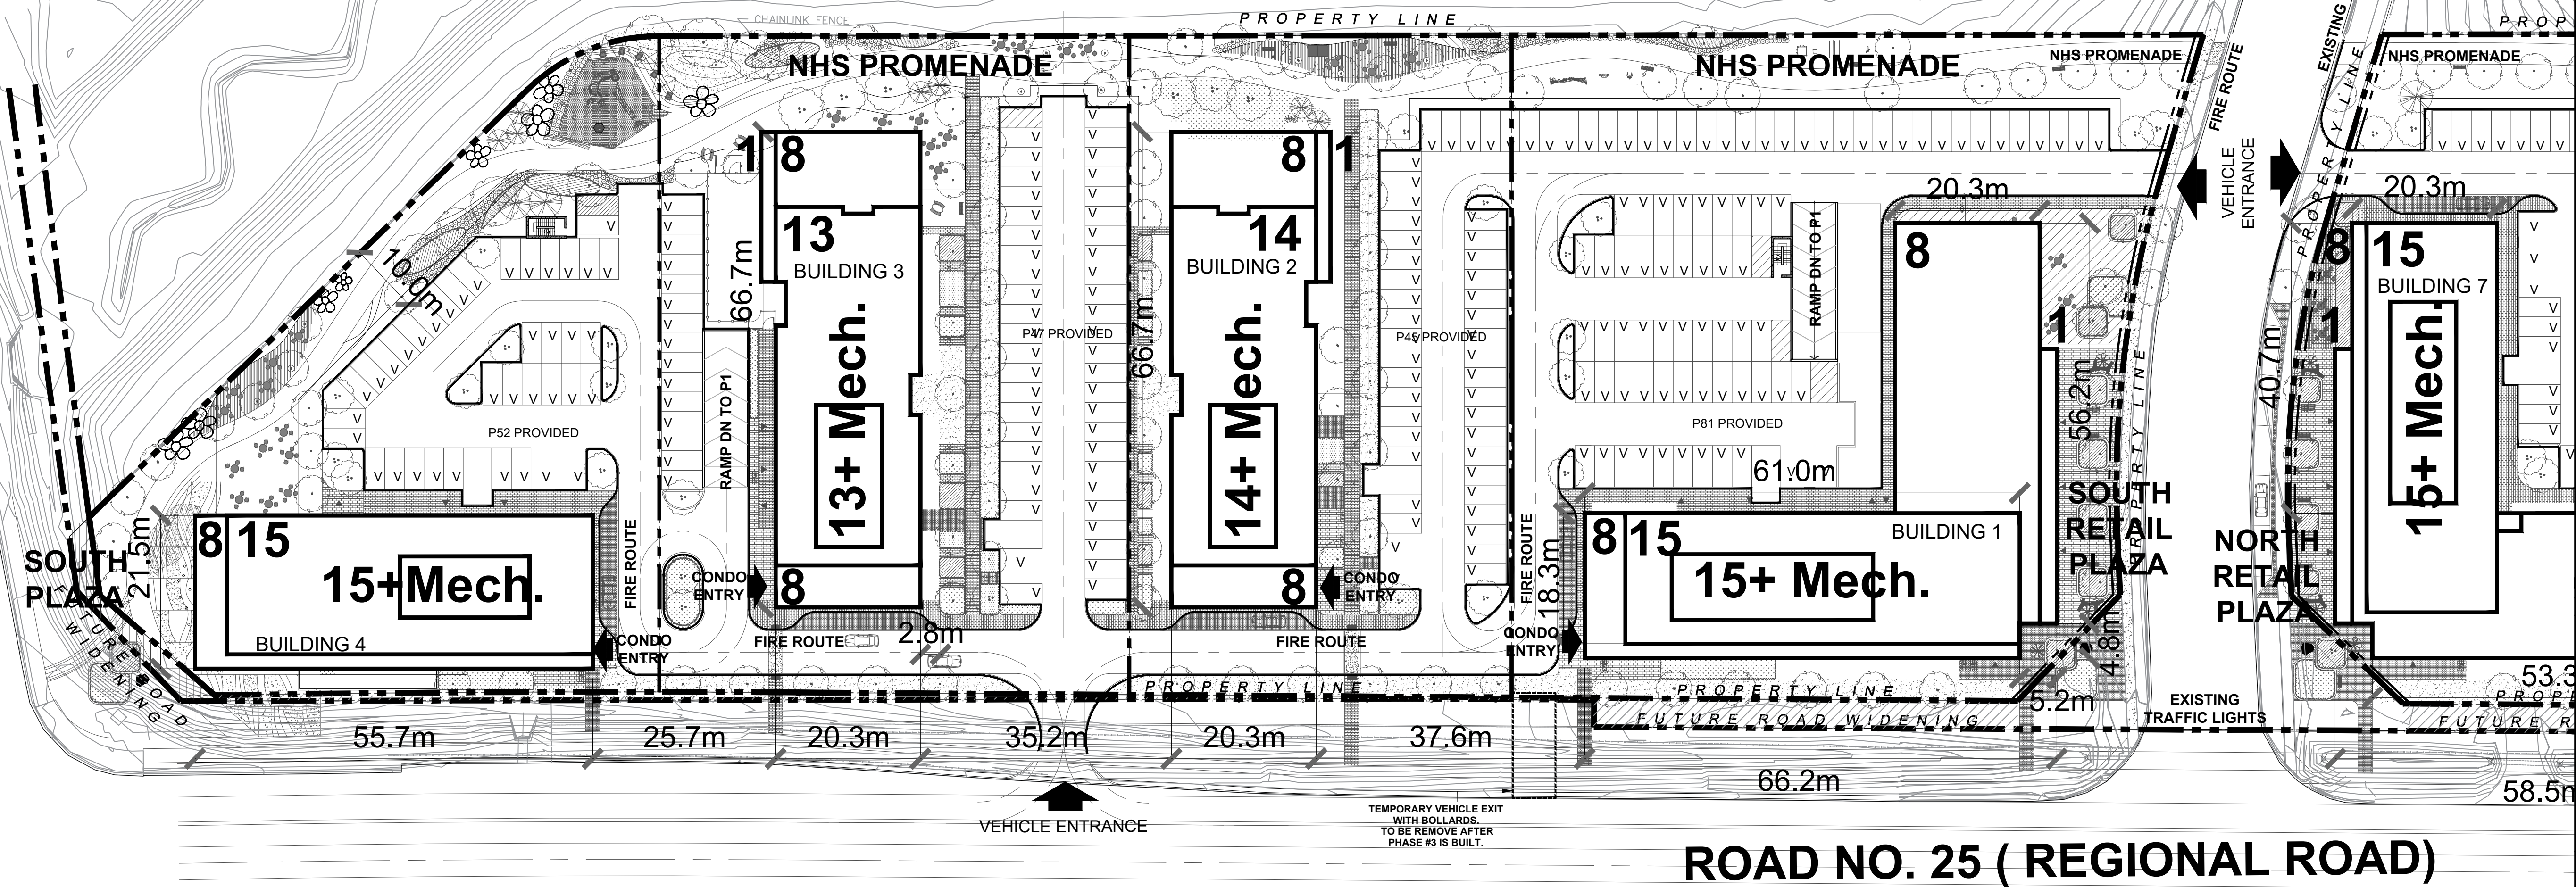 CHAINLINK FENCE
PROPERTY LINE
PROP
NHS PROMENADE
NHS PROMENADE
NHS PROMENADE
NHS PROMENADE
FIRE ROUTE
EXISTING
PROPERTY LINE
VEHICLE
ENTRANCE
1 8
8 1
13
BUILDING 3
13+ Mech.
66.7m
14
BUILDING 2
14+ Mech.
66.7m
10.0m
P52 PROVIDED
RAMP DN TO P1
P47 PROVIDED
P45 PROVIDED
RAMP DN TO P1
P81 PROVIDED
20.3m
8
1
56.2m
PROPERTY LINE
20.3m
8 15
BUILDING 7
1
15+ Mech.
40.7m
61.0m
SOUTH
RETAIL
PLAZA
NORTH
RETAIL
PLAZA
SOUTH
PLAZA
21.5m
FUTURE ROAD
WIDENING
8 15
15+Mech.
BUILDING 4
FIRE ROUTE
CONDO
ENTRY
CONDO
ENTRY
8
FIRE ROUTE
2.8m
8
CONDO
ENTRY
FIRE ROUTE
FIRE ROUTE
18.3m
CONDO
ENTRY
8 15
BUILDING 1
15+ Mech.
4.8m
5.2m
PROPERTY LINE
PROPERTY LINE
FUTURE ROAD WIDENING
EXISTING
TRAFFIC LIGHTS
53.3
PROP
FUTURE R
55.7m
25.7m
20.3m
35.2m
20.3m
37.6m
66.2m
58.5m
VEHICLE ENTRANCE
TEMPORARY VEHICLE EXIT
WITH BOLLARDS.
TO BE REMOVE AFTER
PHASE #3 IS BUILT.
ROAD NO. 25 ( REGIONAL ROAD)